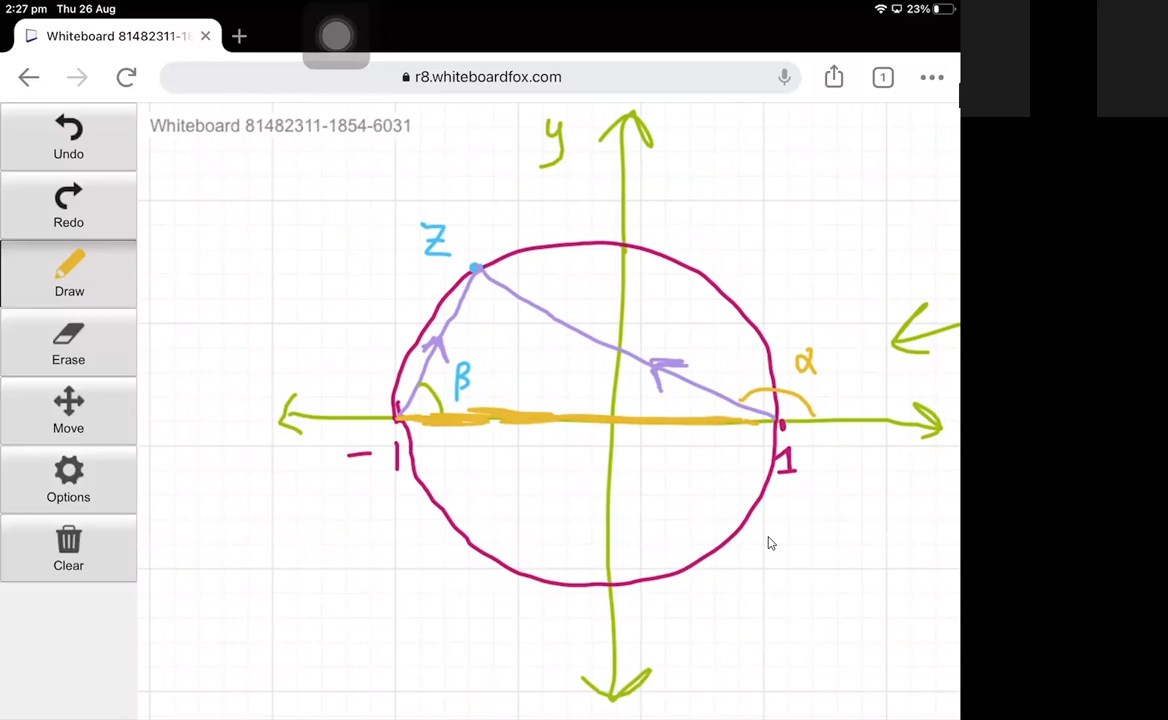 2:27 pm Thu 26 Aug
23%
Whiteboard 81482311-18
r8.whiteboardfox.com
1
Undo
Redo
Draw
Erase
Move
Options
Clear
Whiteboard 81482311-1854-6031
y
Z
β
α
-1
1